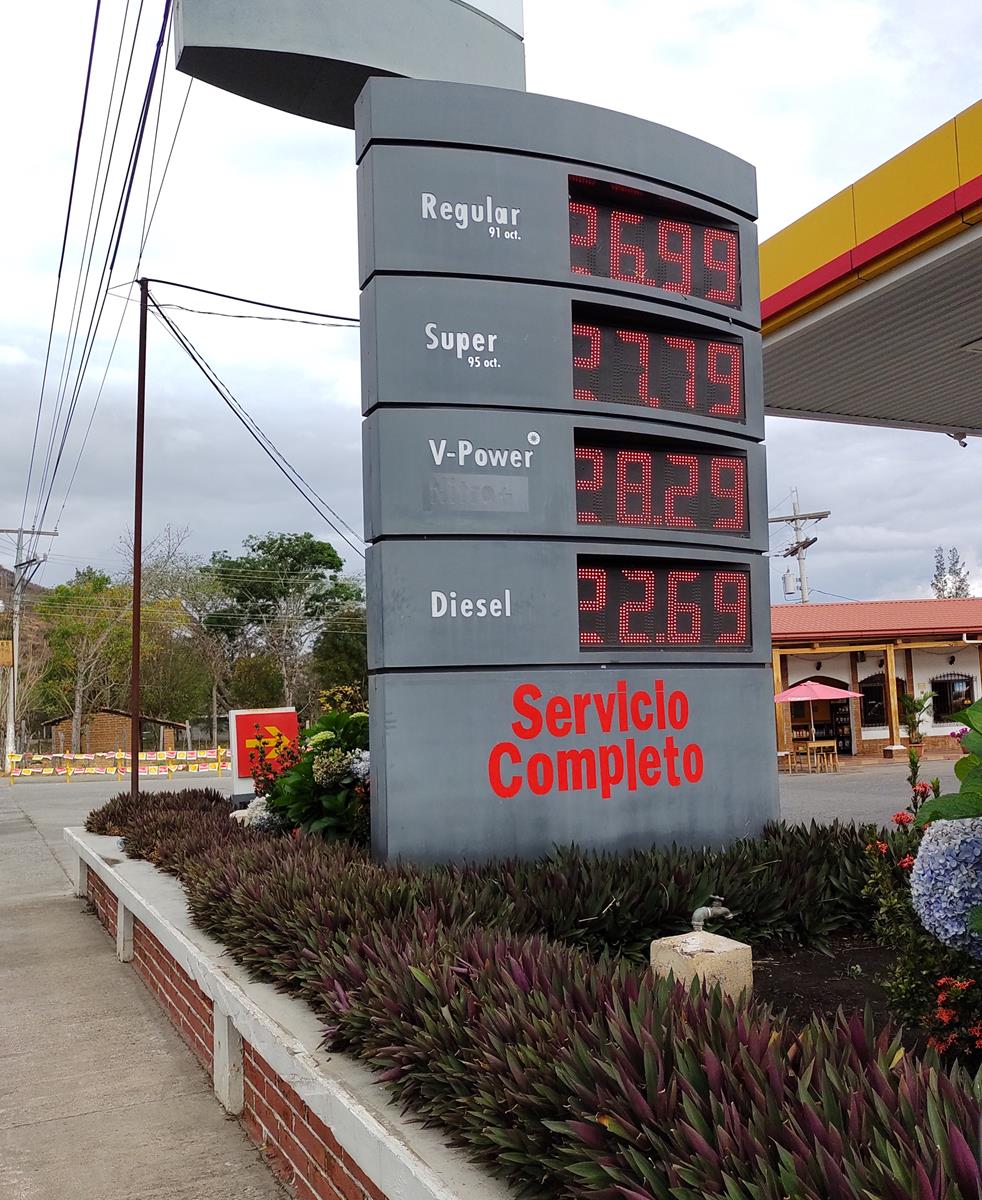 Regular 26.99
91 oct.
Super 27.79
95 oct.
V-Power 28.29
Nitro+
Diesel 22.69
Servicio
Completo